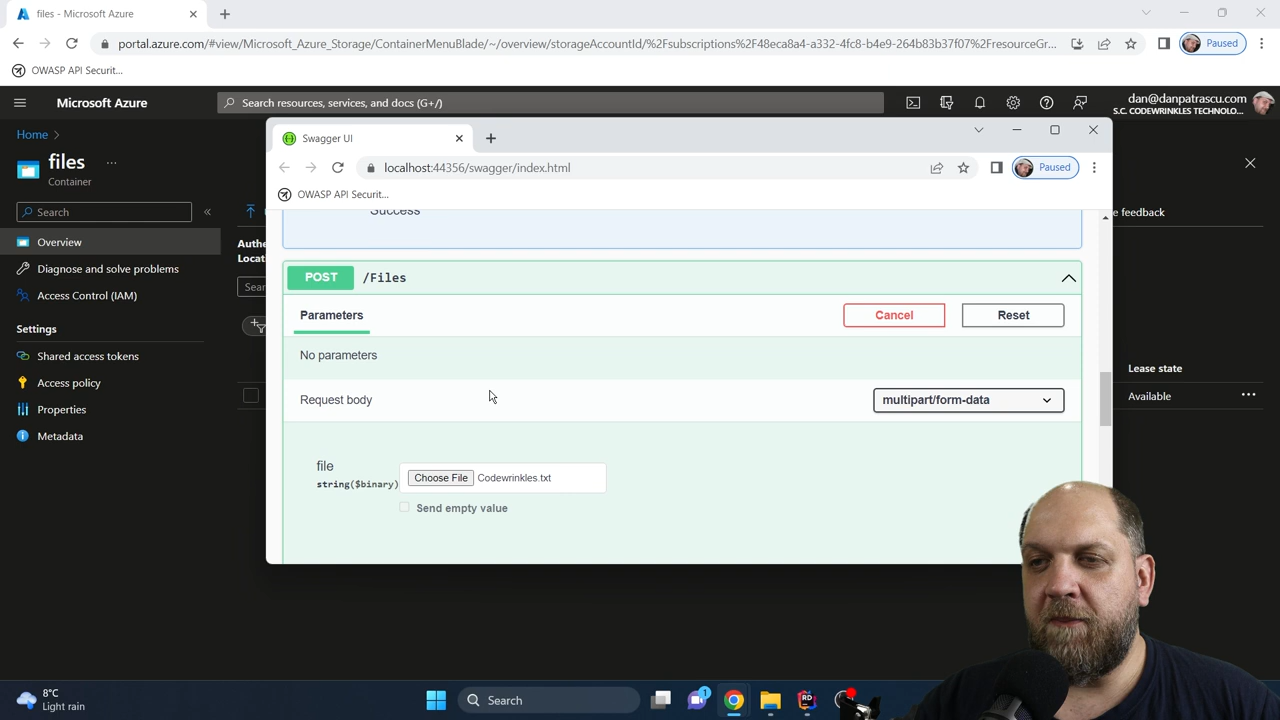 files - Microsoft Azure
portal.azure.com/#view/Microsoft_Azure_Storage/ContainerMenuBlade/~/overview/storageAccountId/%2Fsubscriptions%2F48eca8a4-a332-4fc8-b4e9-264b83b37f07%2FresourceGr...
Paused
OWASP API Securit...
Microsoft Azure
Search resources, services, and docs (G+/)
dan@danpatrascu.com
S.C. CODEWRINKLES TECHNOLO...
Home
files
...
Container
Search
Overview
Diagnose and solve problems
Access Control (IAM)
Settings
Shared access tokens
Access policy
Properties
Metadata
Authe
Locat
Sear
e feedback
Lease state
Available
...
Swagger UI
localhost:44356/swagger/index.html
Paused
OWASP API Securit...
Success
POST /Files
Parameters
Cancel
Reset
No parameters
Request body
multipart/form-data
file
string($binary)
Choose File Codewrinkles.txt
Send empty value
8°C
Light rain
Search
1
RD